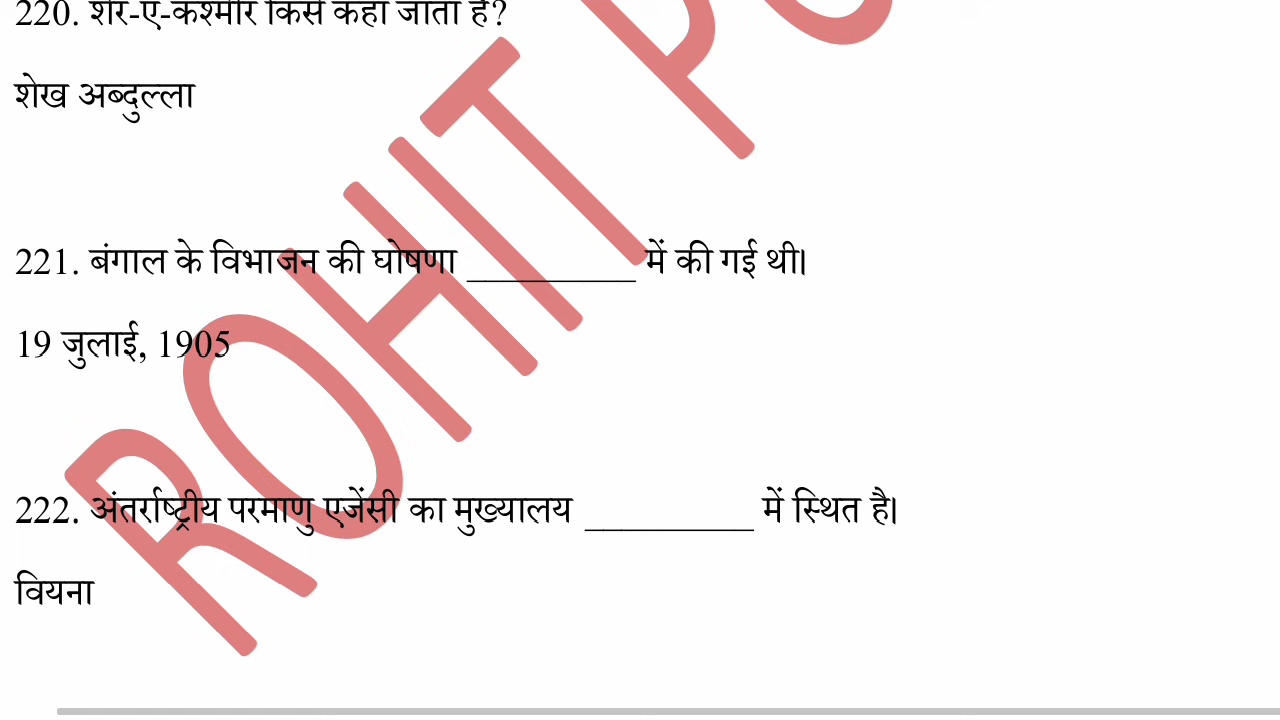 220. शेर-ए-कश्मीर किसे कहा जाता है?
शेख अब्दुल्ला
221. बंगाल के विभाजन की घोषणा _________ में की गई थी।
19 जुलाई, 1905
222. अंतर्राष्ट्रीय परमाणु एजेंसी का मुख्यालय _________ में स्थित है।
वियना
ROHIT